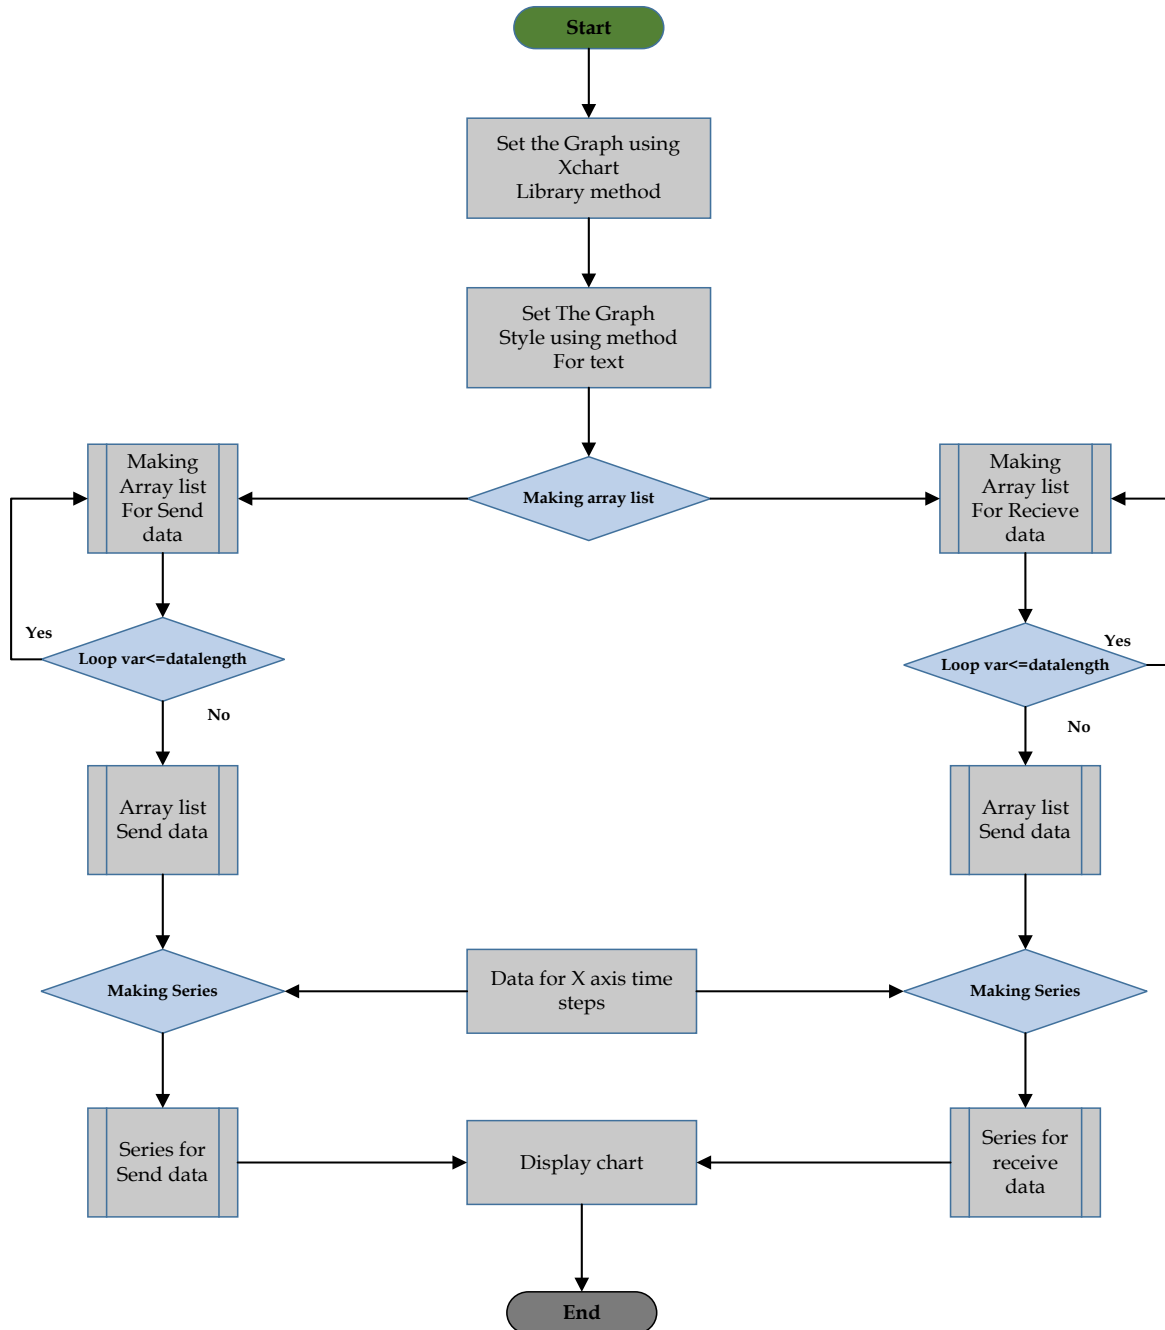 Start
Set the Graph using
Xchart
Library method
Set The Graph
Style using method
For text
Making
Array list
For Send
data
Making array list
Making
Array list
For Recieve
data
Yes
Loop var<=datalength
No
Yes
Loop var<=datalength
No
Array list
Send data
Array list
Send data
Making Series
Data for X axis time
steps
Making Series
Series for
Send data
Display chart
Series for
receive
data
End